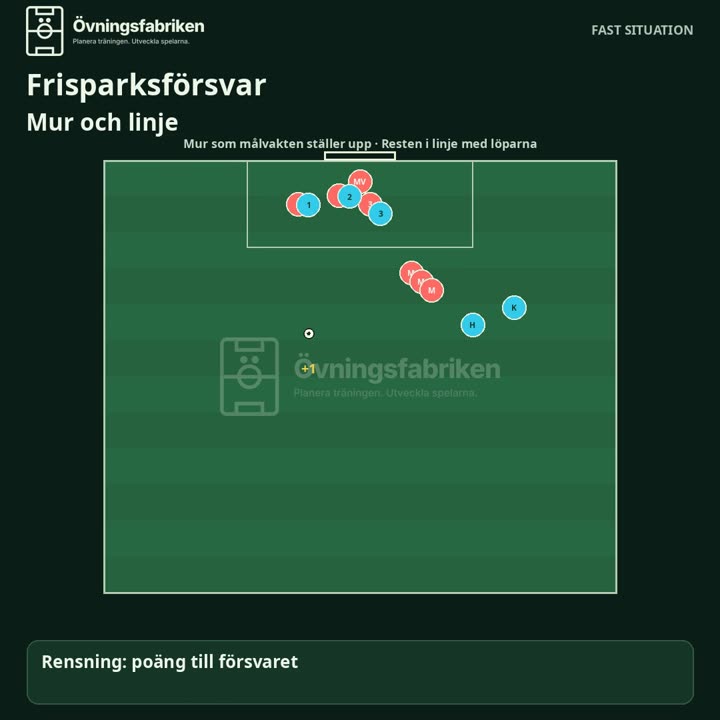 Övningsfabriken
Planera träningen. Utveckla spelarna.
FAST SITUATION
Frisparksförsvar
Mur och linje
Mur som målvakten ställer upp · Resten i linje med löparna
MV
1
2
3
3
M
M
M
K
H
+1
Övningsfabriken
Planera träningen. Utveckla spelarna.
Rensning: poäng till försvaret